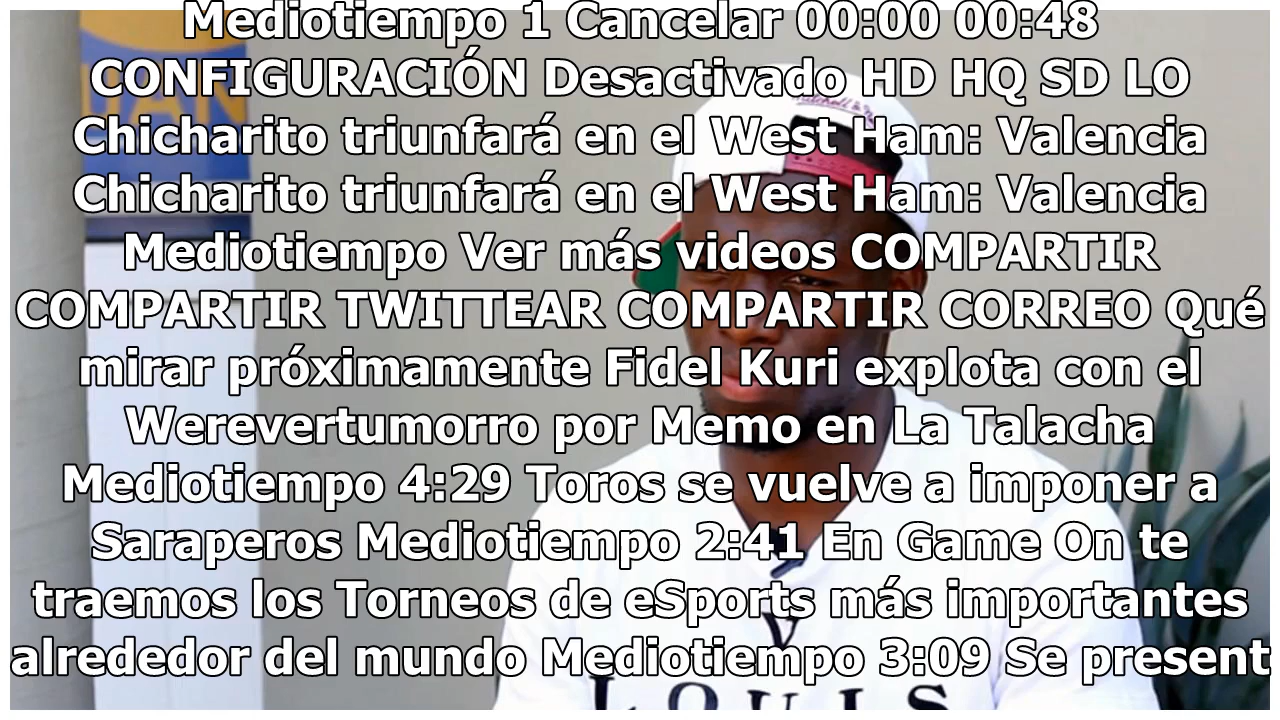 Mediotiempo 1 Cancelar 00:00 00:48
CONFIGURACIÓN Desactivado HD HQ SD LO
Chicharito triunfará en el West Ham: Valencia
Chicharito triunfará en el West Ham: Valencia
Mediotiempo Ver más videos COMPARTIR
COMPARTIR TWITTEAR COMPARTIR CORREO Qué
mirar próximamente Fidel Kuri explota con el
Werevertumorro por Memo en La Talacha
Mediotiempo 4:29 Toros se vuelve a imponer a
Saraperos Mediotiempo 2:41 En Game On te
traemos los Torneos de eSports más importantes
alrededor del mundo Mediotiempo 3:09 Se present
V
LOUIS